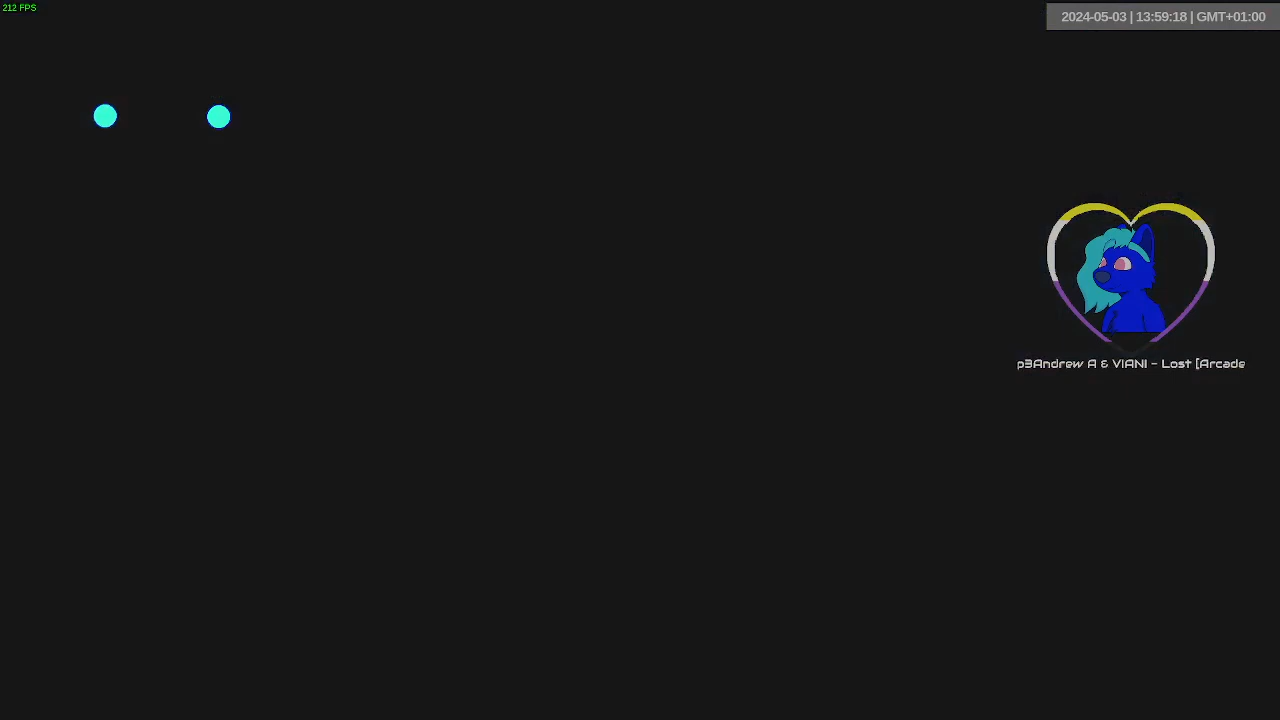 212 FPS
2024-05-03 | 13:59:18 | GMT+01:00
p3Andrew A & VIANI - Lost [Arcade